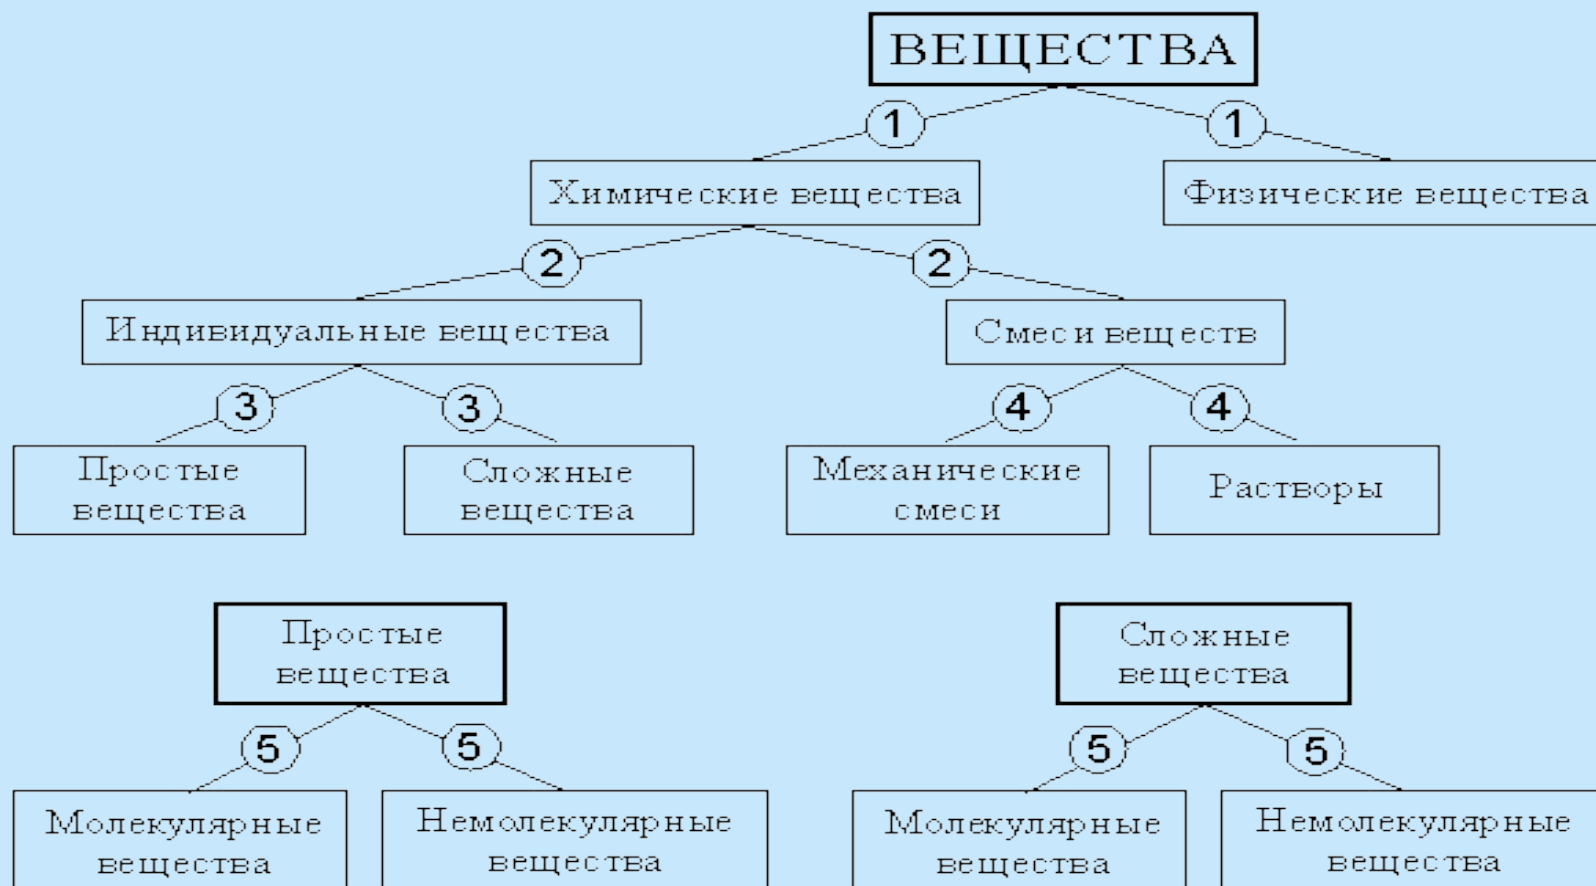 ВЕЩЕСТВА
1 1
Химические вещества Физические вещества
2 2
Индивидуальные вещества Смеси веществ
3 3 4 4
Простые Сложные Механические Растворы
вещества вещества смеси
Простые Сложные
вещества вещества
5 5 5 5
Молекулярные Немолекулярные Молекулярные Немолекулярные
вещества вещества вещества вещества